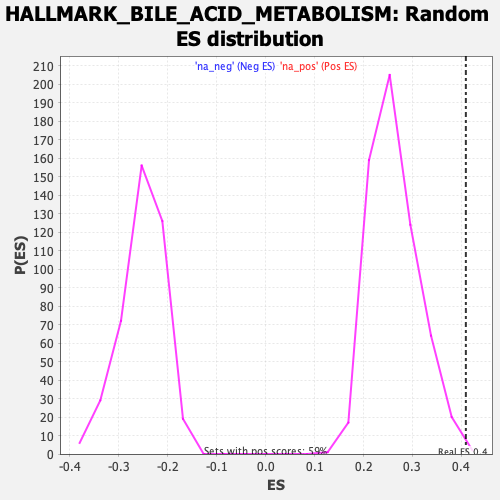 HALLMARK_BILE_ACID_METABOLISM: Random
ES distribution
'na_neg' (Neg ES) 'na_pos' (Pos ES)
210
200
190
180
170
160
150
140
130
120
110
100
90
80
70
60
50
40
30
20
10
0
P(ES)
Sets with pos scores: 59%
Real ES 0.4
-0.4 -0.3 -0.2 -0.1 0.0 0.1 0.2 0.3 0.4
ES